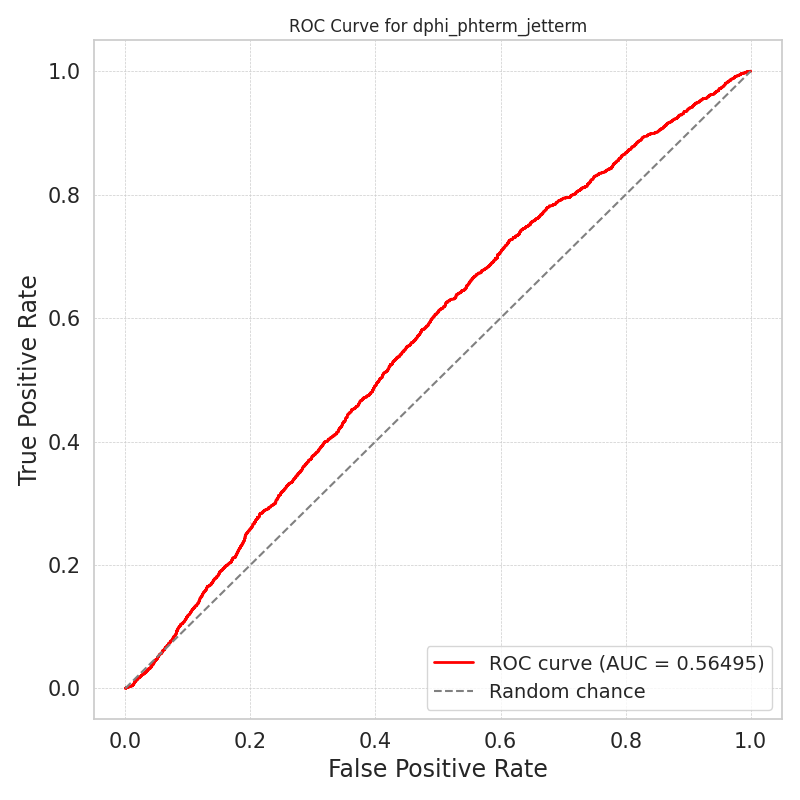 ROC Curve for dphi_phterm_jetterm
True Positive Rate
1.0
0.8
0.6
0.4
0.2
0.0
ROC curve (AUC = 0.56495)
Random chance
0.0 0.2 0.4 0.6 0.8 1.0
False Positive Rate